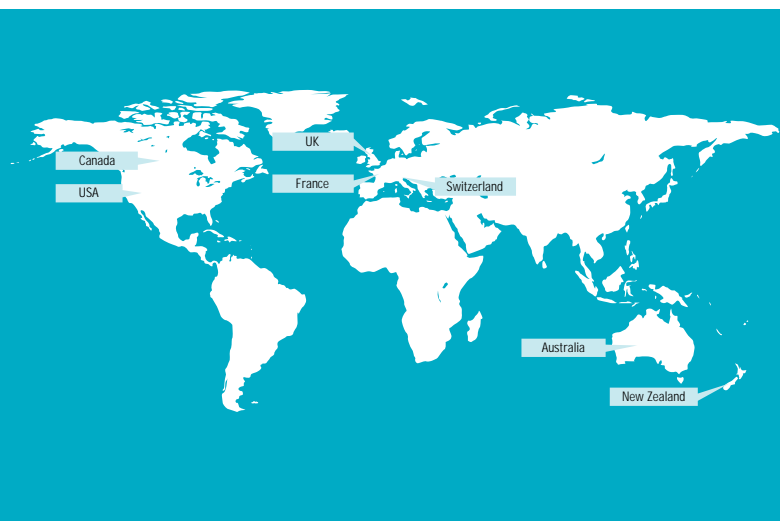 UK
Canada
France
Switzerland
USA
Australia
New Zealand